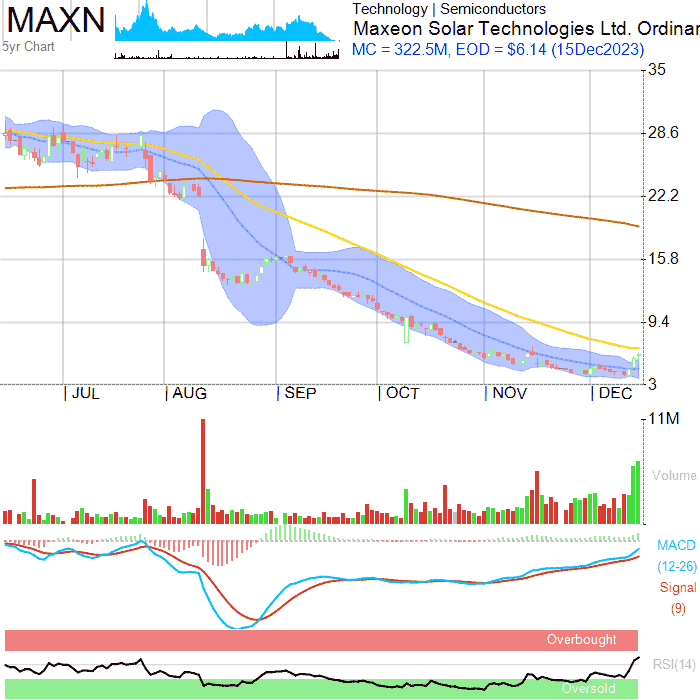 MAXN
5yr Chart
Technology | Semiconductors
Maxeon Solar Technologies Ltd. Ordinar
MC = 322.5M, EOD = $6.14 (15Dec2023)
35
28.6
22.2
15.8
9.4
3
| JUL
| AUG
| SEP
| OCT
| NOV
| DEC
11M
Volume
MACD
(12-26)
Signal
(9)
Overbought
RSI(14)
Oversold